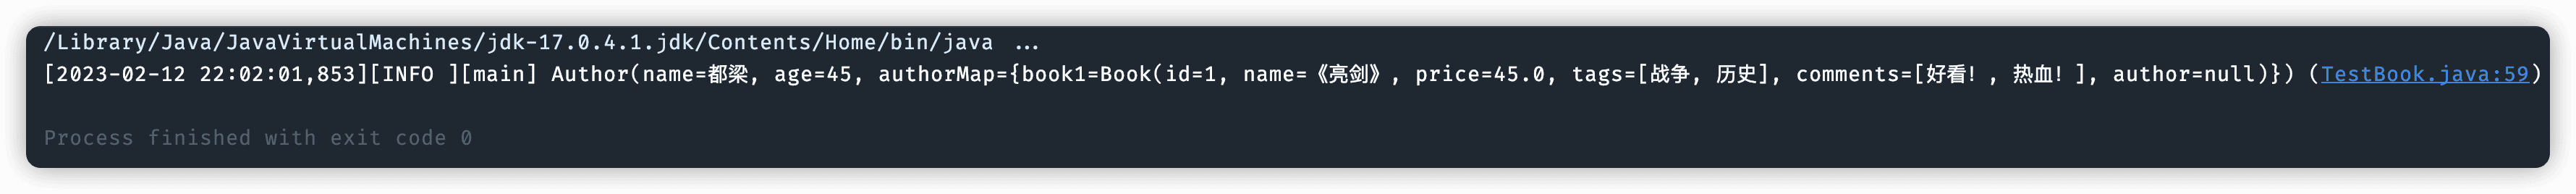 /Library/Java/JavaVirtualMachines/jdk-17.0.4.1.jdk/Contents/Home/bin/java ...
[2023-02-12 22:02:01,853][INFO ][main] Author(name=都梁, age=45, authorMap={book1=Book(id=1, name=《亮剑》, price=45.0, tags=[战争, 历史], comments=[好看！, 热血！], author=null)}) (TestBook.java:59)
Process finished with exit code 0